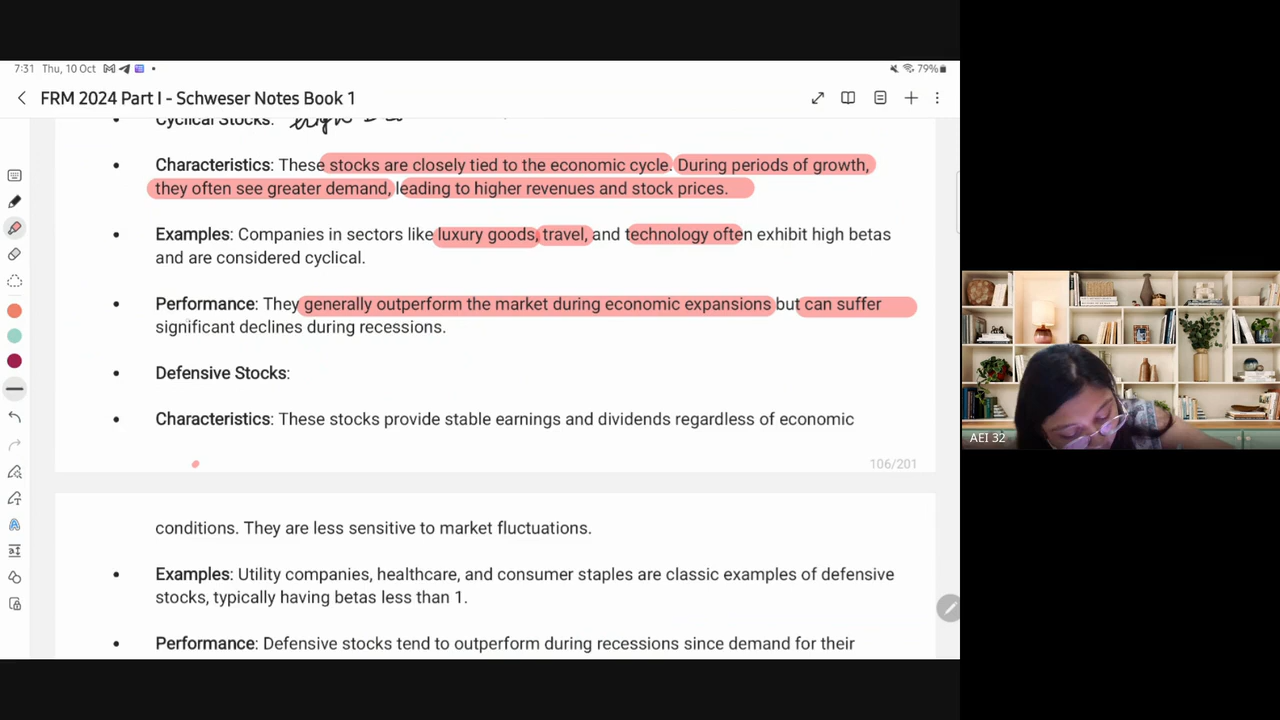 7:31 Thu, 10 Oct
79%
FRM 2024 Part I - Schweser Notes Book 1
Cyclical Stocks: high
Characteristics: These stocks are closely tied to the economic cycle. During periods of growth,
they often see greater demand, leading to higher revenues and stock prices.
Examples: Companies in sectors like luxury goods, travel, and technology often exhibit high betas
and are considered cyclical.
Performance: They generally outperform the market during economic expansions but can suffer
significant declines during recessions.
Defensive Stocks:
Characteristics: These stocks provide stable earnings and dividends regardless of economic
106/201
conditions. They are less sensitive to market fluctuations.
Examples: Utility companies, healthcare, and consumer staples are classic examples of defensive
stocks, typically having betas less than 1.
Performance: Defensive stocks tend to outperform during recessions since demand for their
AEI 32